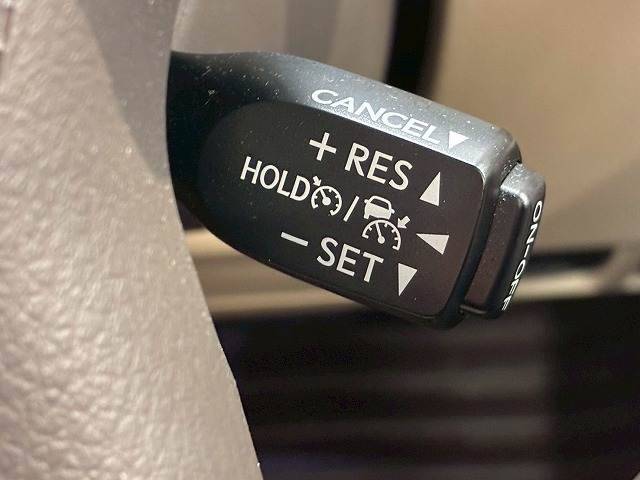 CANCEL▼
+ RES ▲
HOLD / ◀
− SET ▼
ON-OFF